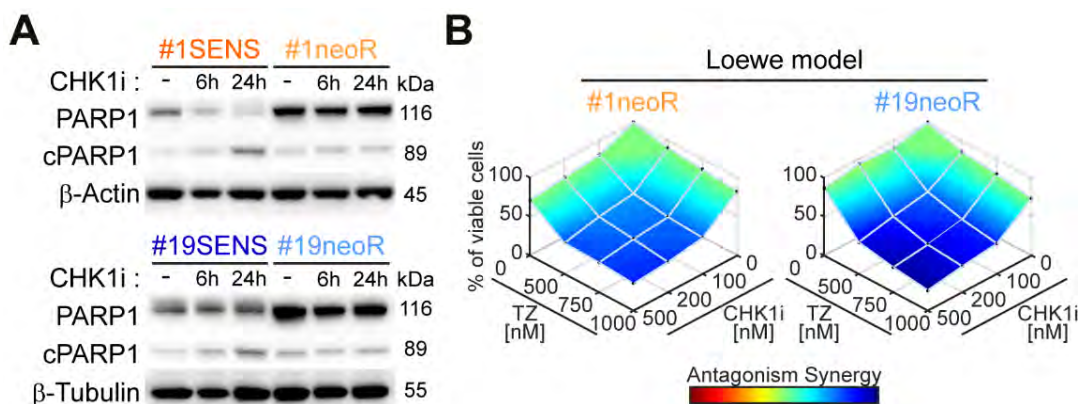 A
#1SENS #1neoR
CHK1i : - 6h 24h - 6h 24h kDa
PARP1 116
cPARP1 89
β-Actin 45
#19SENS #19neoR
CHK1i : - 6h 24h - 6h 24h kDa
PARP1 116
cPARP1 89
β-Tubulin 55
B
Loewe model
#1neoR #19neoR
% of viable cells
100
50
0
0
500
750
1000
TZ
[nM]
500
200
100
0
CHK1i
[nM]
100
50
0
0
500
750
1000
TZ
[nM]
500
200
100
0
CHK1i
[nM]
Antagonism Synergy